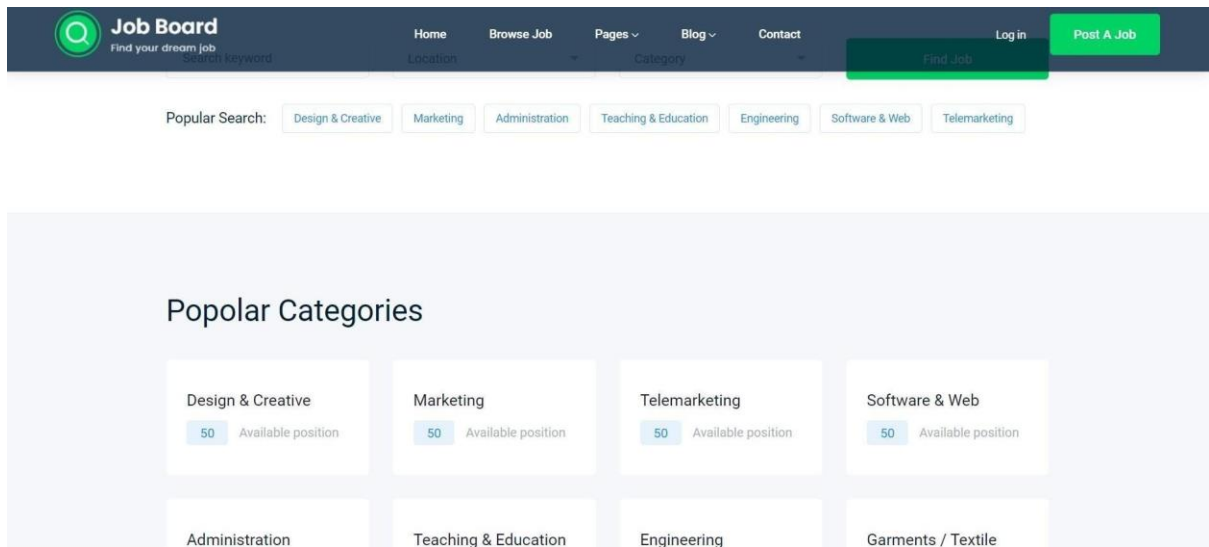 Job Board
Find your dream job
Home Browse Job Pages Blog Contact Log in Post A Job
Search keyword Location Category Find Job
Popular Search: Design & Creative Marketing Administration Teaching & Education Engineering Software & Web Telemarketing
Popolar Categories
Design & Creative Marketing Telemarketing Software & Web
50 Available position 50 Available position 50 Available position 50 Available position
Administration Teaching & Education Engineering Garments / Textile